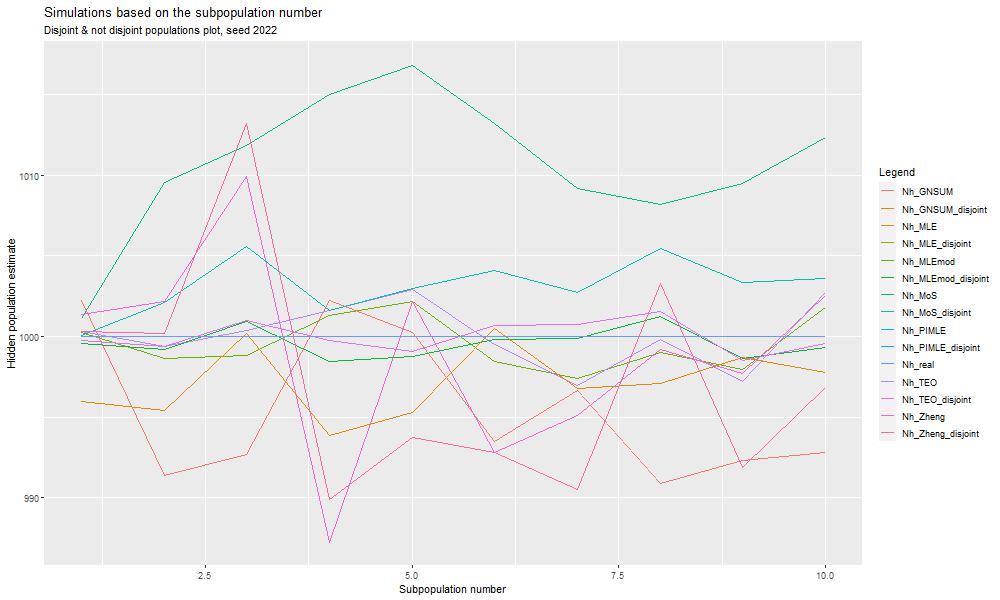 Simulations based on the subpopulation number
Disjoint & not disjoint populations plot, seed 2022
Hidden population estimate
1010
1000
990
2.5
5.0
7.5
10.0
Subpopulation number
Legend
Nh_GNSUM
Nh_GNSUM_disjoint
Nh_MLE
Nh_MLE_disjoint
Nh_MLEmod
Nh_MLEmod_disjoint
Nh_MoS
Nh_MoS_disjoint
Nh_PIMLE
Nh_PIMLE_disjoint
Nh_real
Nh_TEO
Nh_TEO_disjoint
Nh_Zheng
Nh_Zheng_disjoint